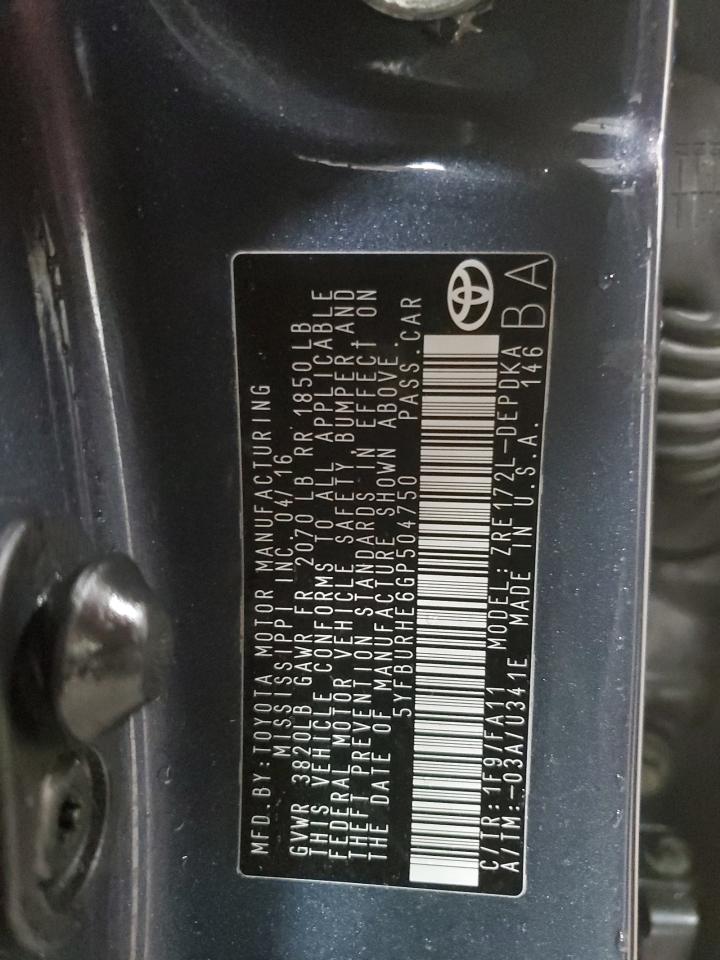 MFD. BY: TOYOTA MOTOR MANUFACTURING
MISSISSIPPI INC. 04/16
GVWR 3820LB GAWR FR 2070 LB RR 1850 LB
THIS VEHICLE CONFORMS TO ALL APPLICABLE
FEDERAL MOTOR VEHICLE SAFETY, BUMPER, AND
THEFT PREVENTION STANDARDS IN EFFECT ON
THE DATE OF MANUFACTURE SHOWN ABOVE.
5YFBURHE6GP504750 PASS. CAR
C/TR: 1F9/FA11 MODEL: ZRE172L-DEPDKA
A/TM: -03A/U341E MADE IN U.S.A. 146
BA